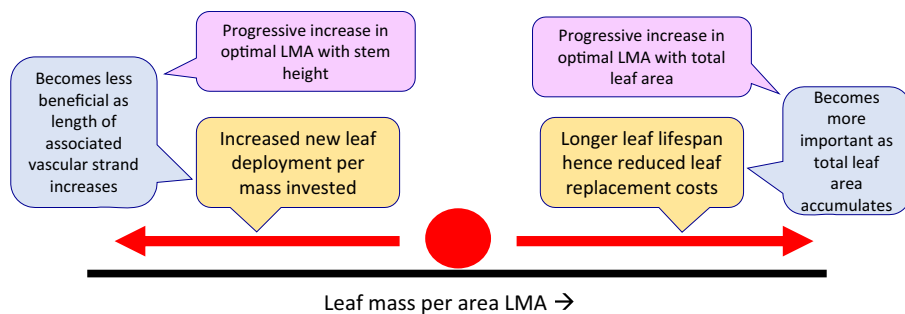 Progressive increase in
optimal LMA with stem
height
Becomes less
beneficial as
length of
associated
vascular strand
increases
Increased new leaf
deployment per
mass invested
Progressive increase in
optimal LMA with total
leaf area
Becomes
more
important as
total leaf
area
accumulates
Longer leaf lifespan
hence reduced leaf
replacement costs
Leaf mass per area LMA →